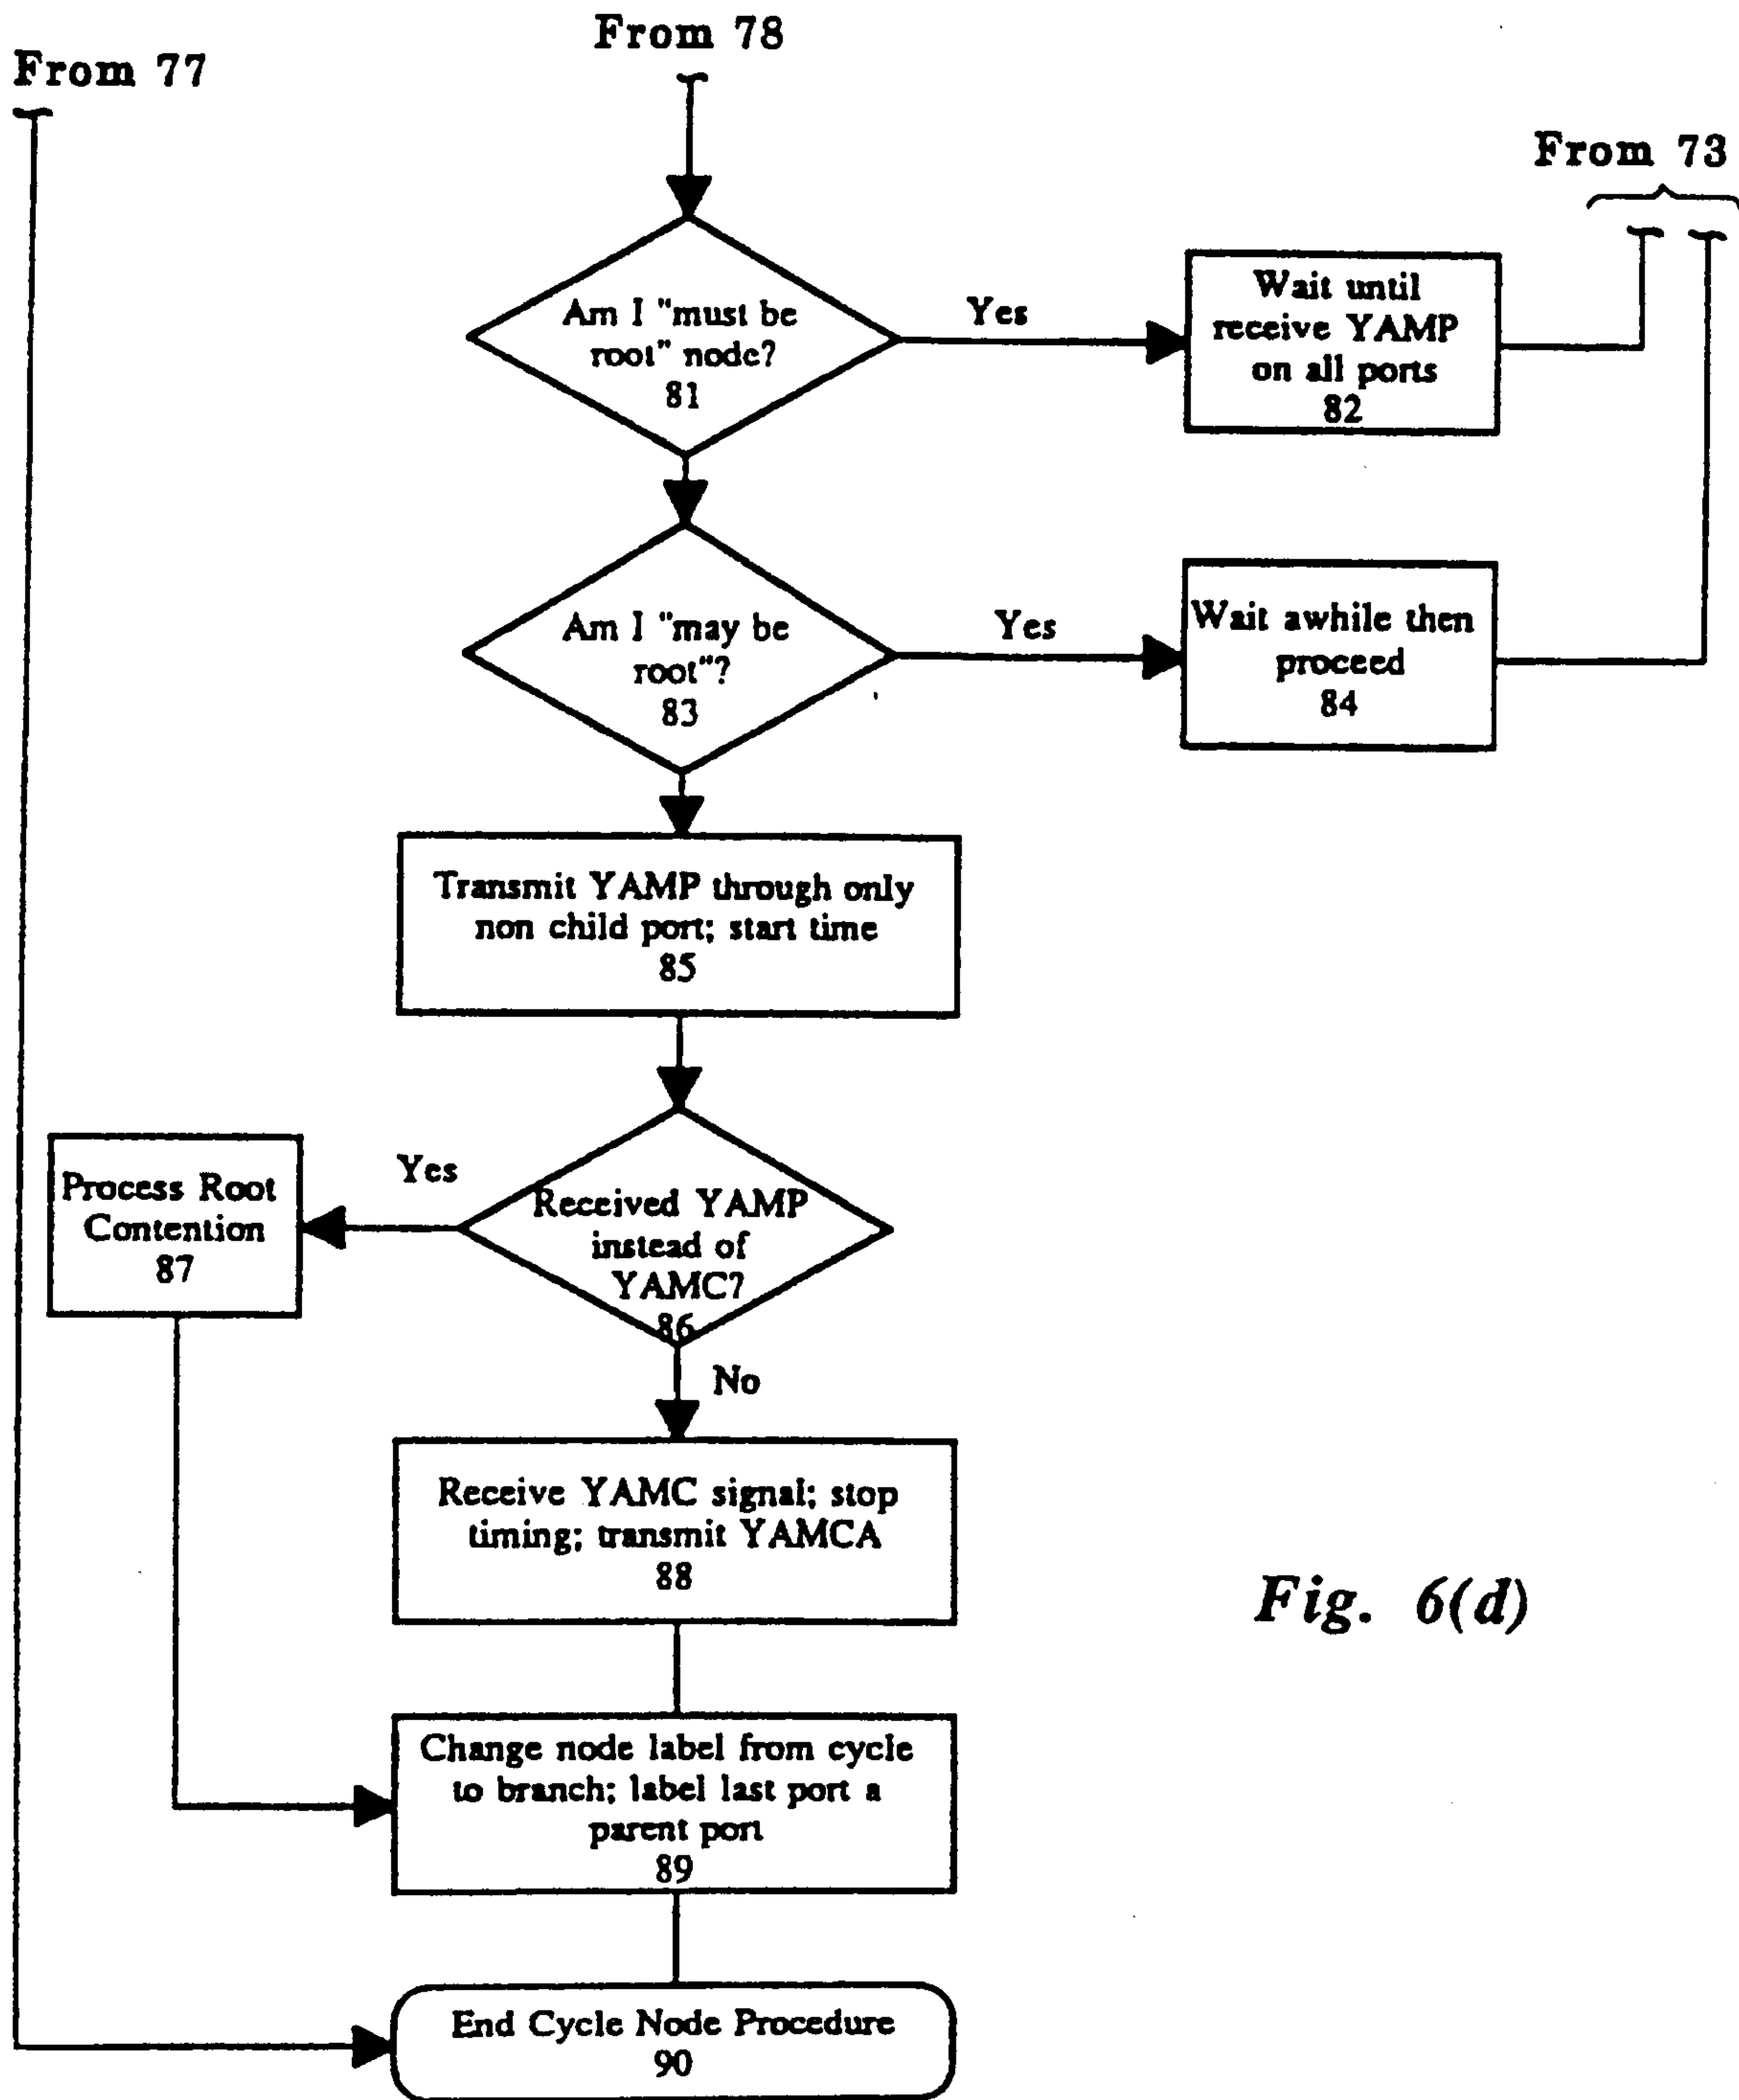 From 78
From 77
From 73
Am I "must be
root" node?
81
Yes
Wait until
receive YAMP
on all ports
82
Am I "may be
root"?
83
Yes
Wait awhile then
proceed
84
Transmit YAMP through only
non child port; start time
85
Received YAMP
instead of
YAMC?
86
Yes
Process Root
Contention
87
No
Receive YAMC signal; stop
timing; transmit YAMCA
88
Fig. 6(d)
Change node label from cycle
to branch; label last port a
parent port
89
End Cycle Node Procedure
90